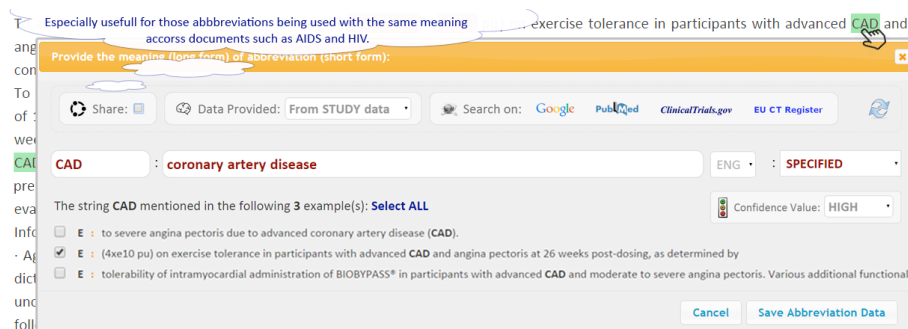 Especially usefull for those abbbreviations being used with the same meaning
accorss documents such as AIDS and HIV.
exercise tolerance in participants with advanced CAD and
Provide the meaning (long form) of abbreviation (short form):
Share: Data Provided: From STUDY data Search on: Google PubMed ClinicalTrials.gov EU CT Register
CAD : coronary artery disease ENG : SPECIFIED
The string CAD mentioned in the following 3 example(s): Select ALL
Confidence Value: HIGH
E : to severe angina pectoris due to advanced coronary artery disease (CAD).
E : (4xe10 pu) on exercise tolerance in participants with advanced CAD and angina pectoris at 26 weeks post-dosing, as determined by
E : tolerability of intramyocardial administration of BIOBYPASS® in participants with advanced CAD and moderate to severe angina pectoris. Various additional functional
Cancel Save Abbreviation Data